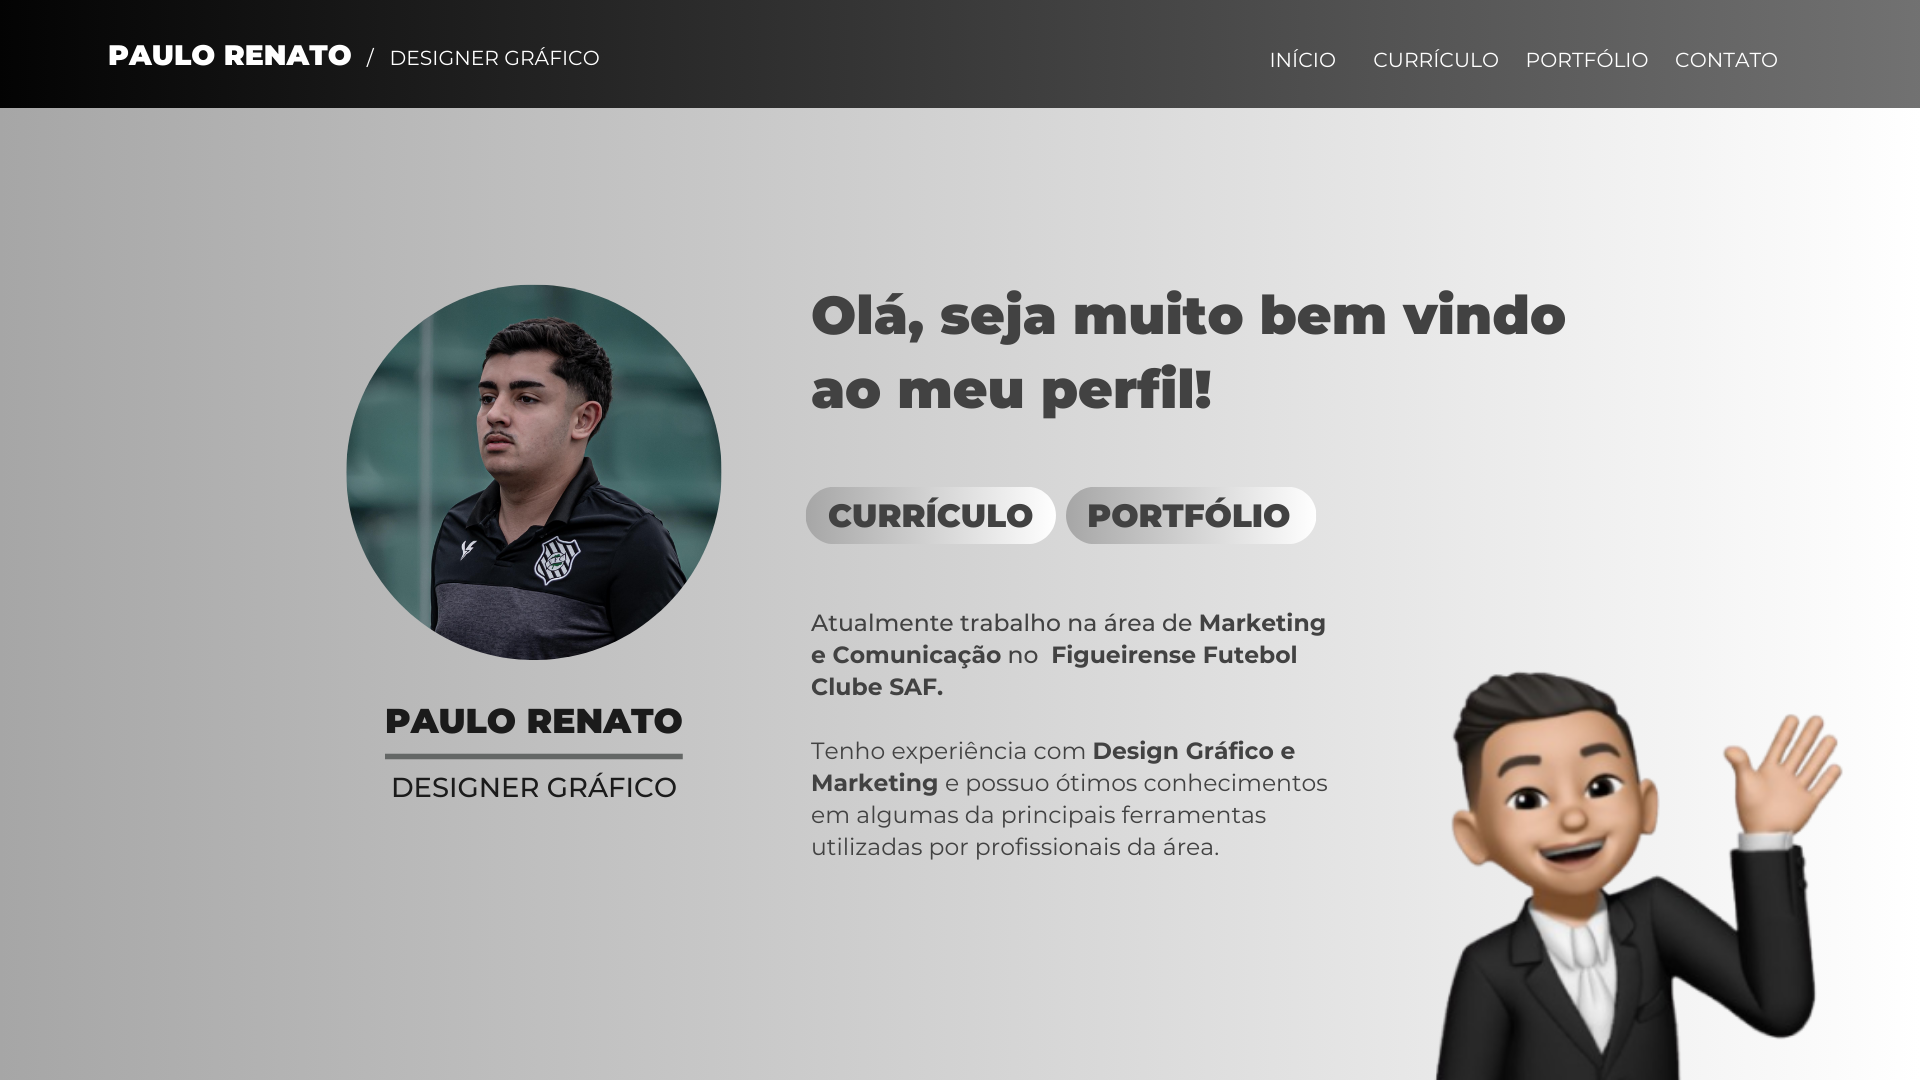 PAULO RENATO / DESIGNER GRÁFICO
INÍCIO CURRÍCULO PORTFÓLIO CONTATO
Olá, seja muito bem vindo
ao meu perfil!
CURRÍCULO PORTFÓLIO
Atualmente trabalho na área de Marketing
e Comunicação no Figueirense Futebol
Clube SAF.
Tenho experiência com Design Gráfico e
Marketing e possuo ótimos conhecimentos
em algumas da principais ferramentas
utilizadas por profissionais da área.
PAULO RENATO
DESIGNER GRÁFICO